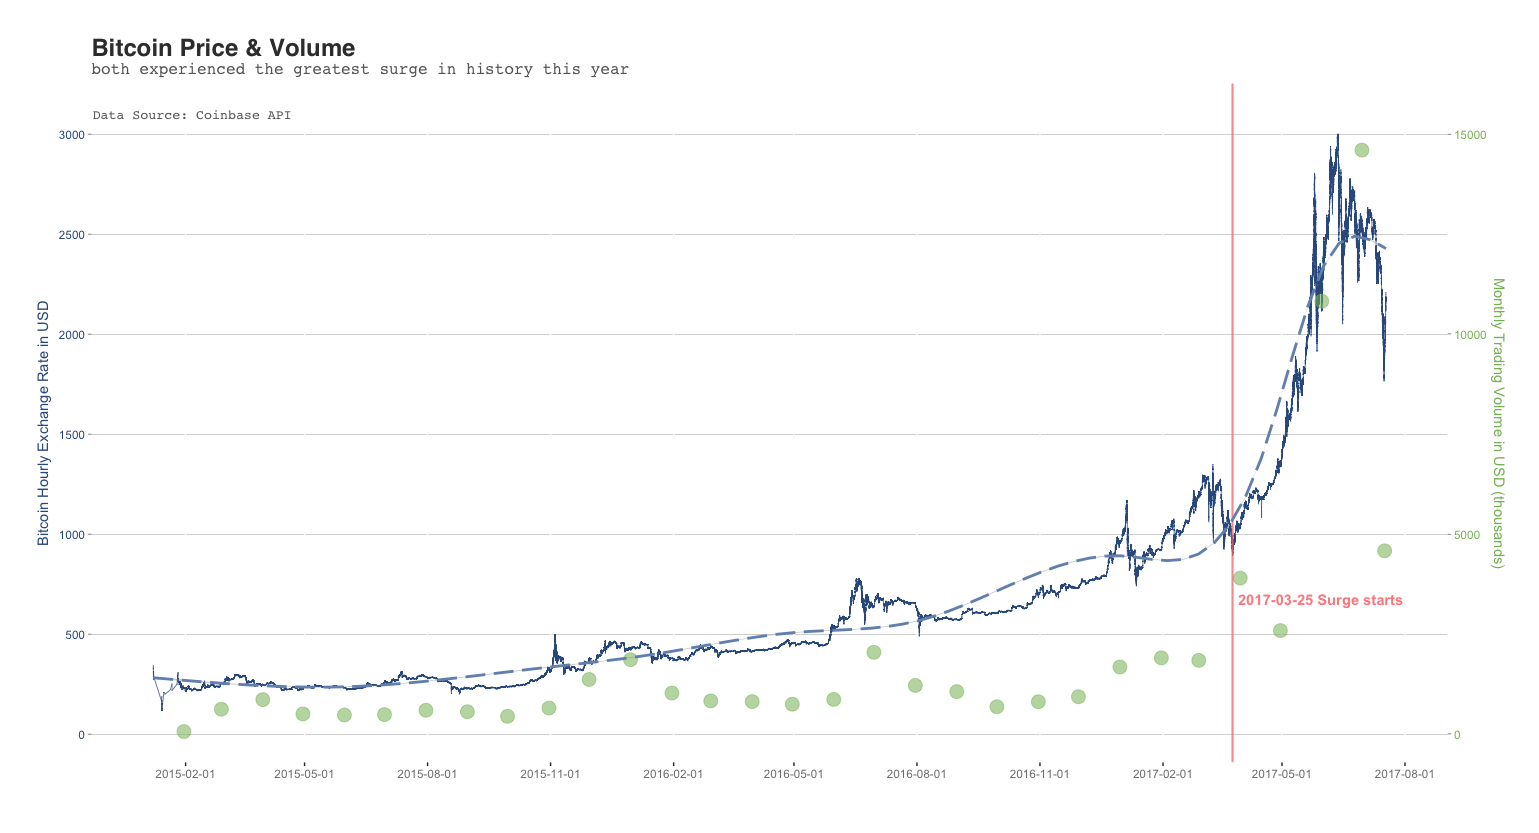 Bitcoin Price & Volume
both experienced the greatest surge in history this year
Data Source: Coinbase API
3000
2500
2000
1500
1000
500
0
Bitcoin Hourly Exchange Rate in USD
15000
10000
5000
0
Monthly Trading Volume in USD (thousands)
2017-03-25 Surge starts
2015-02-01 2015-05-01 2015-08-01 2015-11-01 2016-02-01 2016-05-01 2016-08-01 2016-11-01 2017-02-01 2017-05-01 2017-08-01